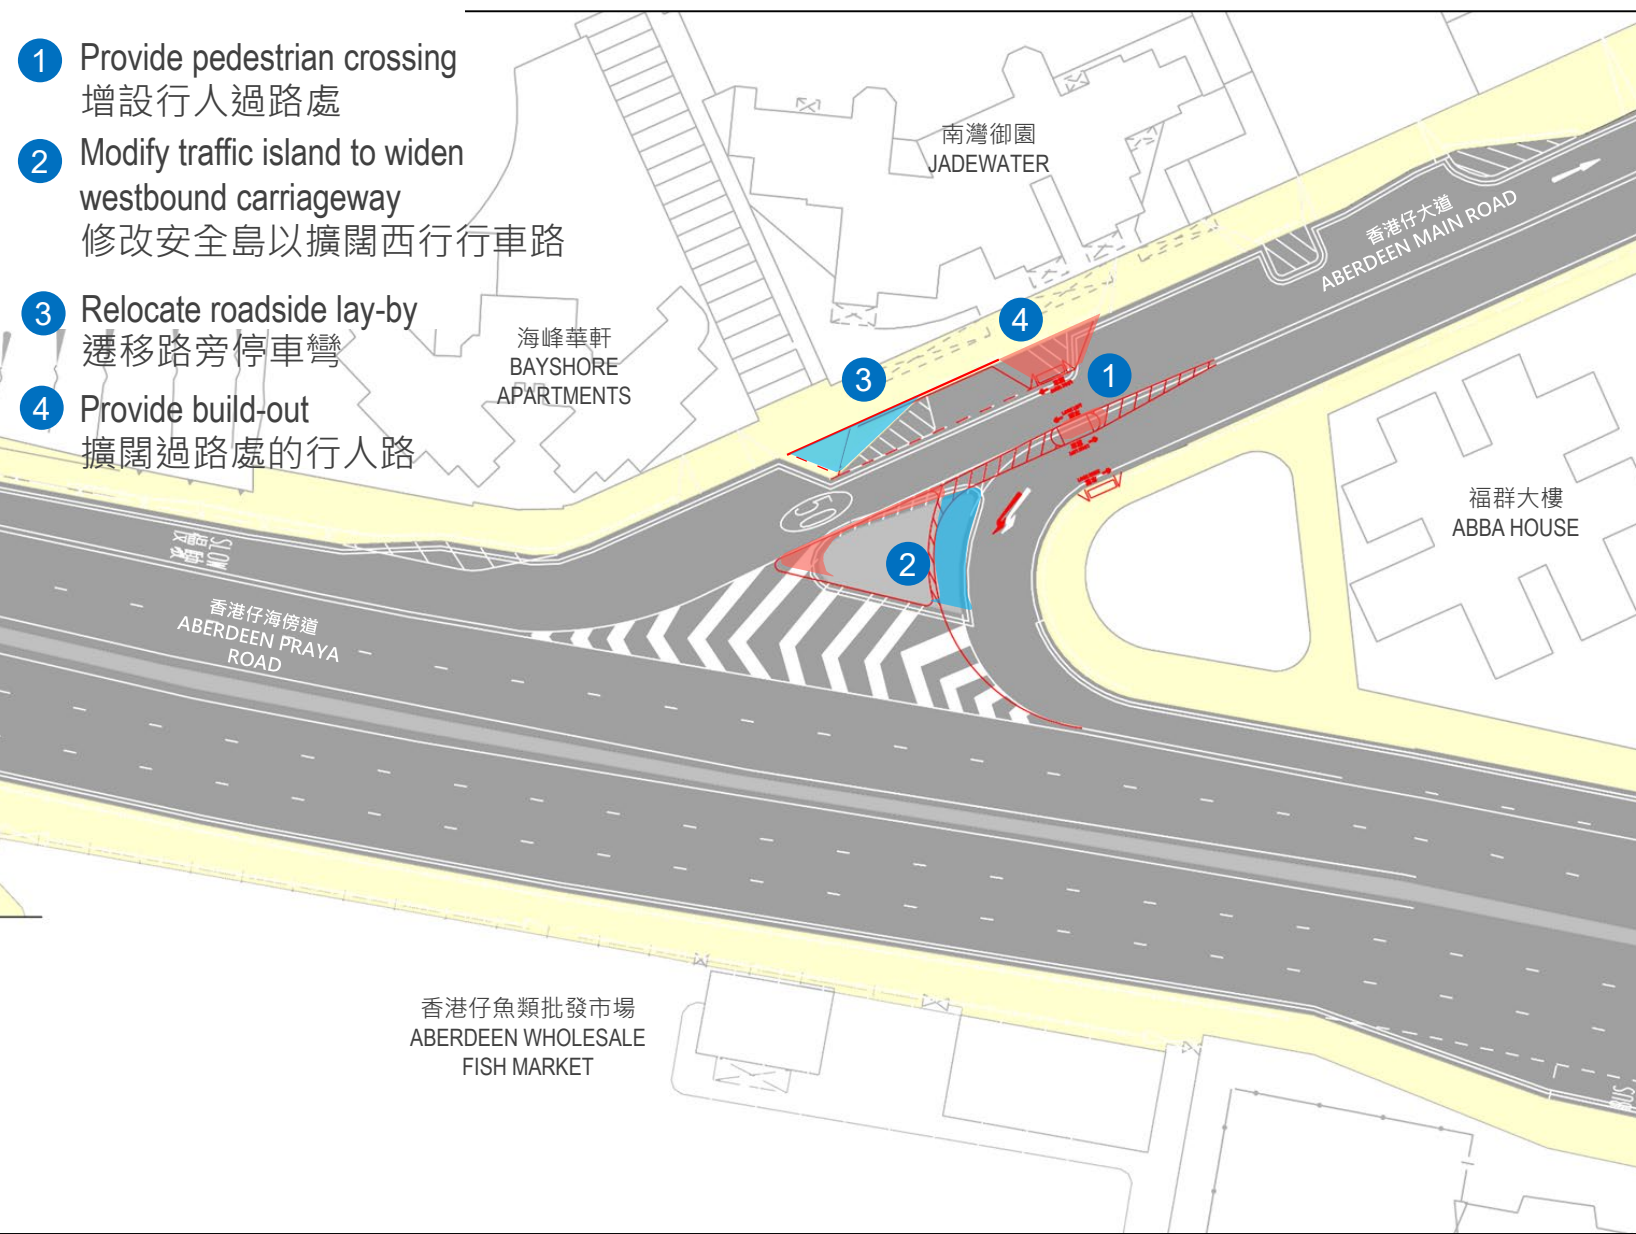 1 Provide pedestrian crossing
增設行人過路處
2 Modify traffic island to widen
westbound carriageway
修改安全島以擴闊西行行車路
3 Relocate roadside lay-by
遷移路旁停車彎
4 Provide build-out
擴闊過路處的行人路
南灣御園
JADEWATER
香港仔大道
ABERDEEN MAIN ROAD
海峰華軒
BAYSHORE
APARTMENTS
4
3
1
福群大樓
ABBA HOUSE
50
2
SLOW
慢駛
香港仔海傍道
ABERDEEN PRAYA
ROAD
香港仔魚類批發市場
ABERDEEN WHOLESALE
FISH MARKET
BUS